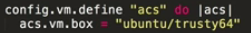 config.vm.define "acs" do |acs|
  acs.vm.box = "ubuntu/trusty64"